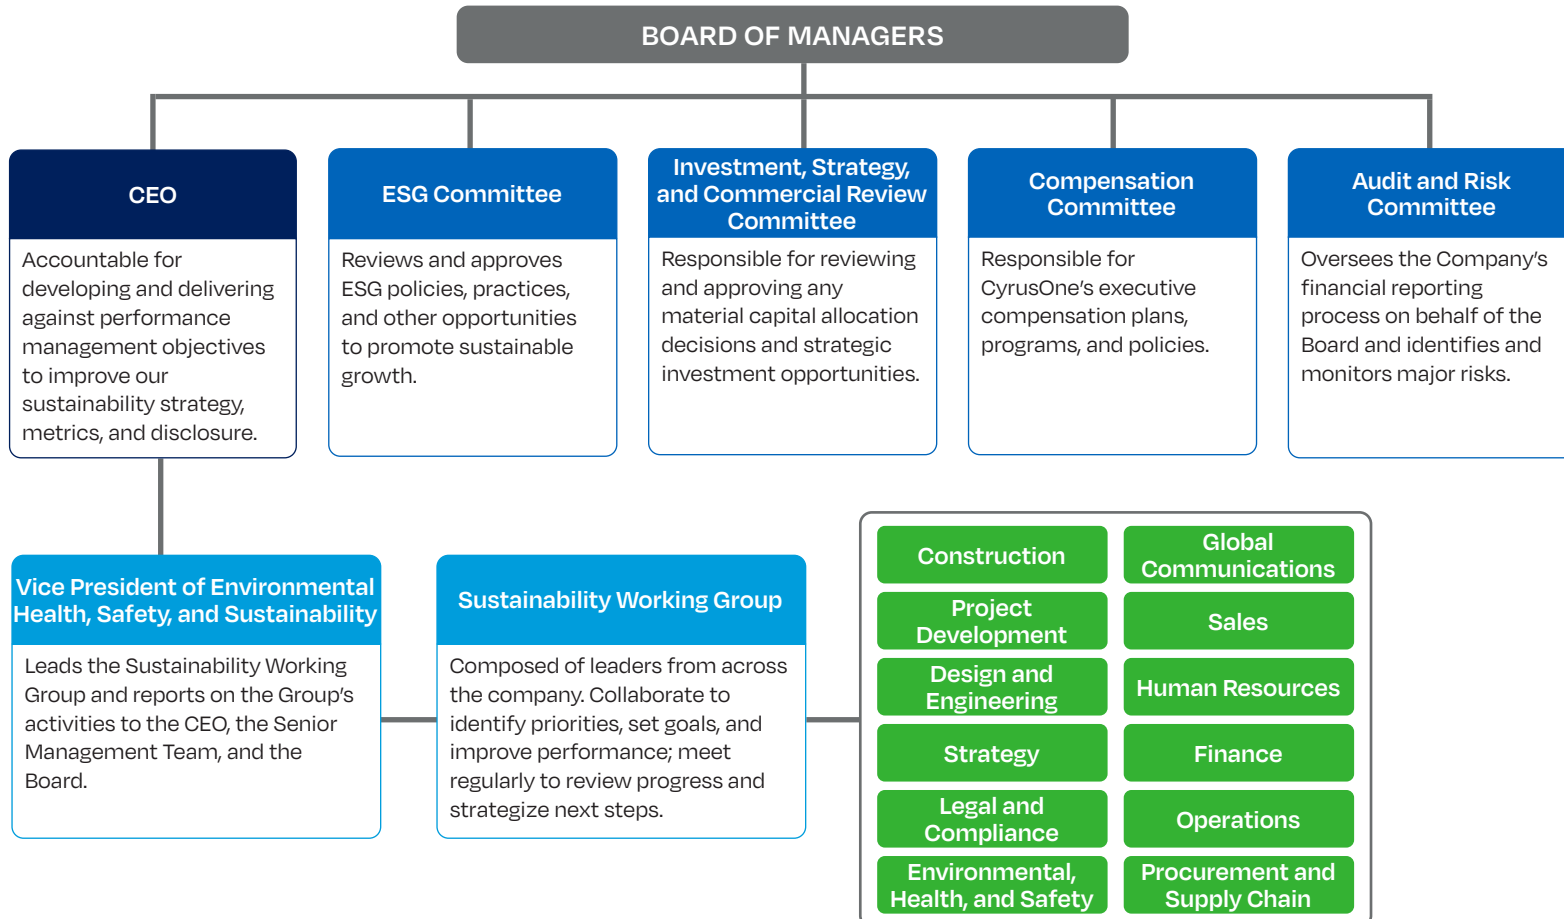 BOARD OF MANAGERS
CEO
Accountable for
developing and delivering
against performance
management objectives
to improve our
sustainability strategy,
metrics, and disclosure.
ESG Committee
Reviews and approves
ESG policies, practices,
and other opportunities
to promote sustainable
growth.
Investment, Strategy,
and Commercial Review
Committee
Responsible for reviewing
and approving any
material capital allocation
decisions and strategic
investment opportunities.
Compensation
Committee
Responsible for
CyrusOne’s executive
compensation plans,
programs, and policies.
Audit and Risk
Committee
Oversees the Company’s
financial reporting
process on behalf of the
Board and identifies and
monitors major risks.
Vice President of Environmental
Health, Safety, and Sustainability
Leads the Sustainability Working
Group and reports on the Group’s
activities to the CEO, the Senior
Management Team, and the
Board.
Sustainability Working Group
Composed of leaders from across
the company. Collaborate to
identify priorities, set goals, and
improve performance; meet
regularly to review progress and
strategize next steps.
Construction
Global
Communications
Project
Development
Sales
Design and
Engineering
Human Resources
Strategy
Finance
Legal and
Compliance
Operations
Environmental,
Health, and Safety
Procurement and
Supply Chain